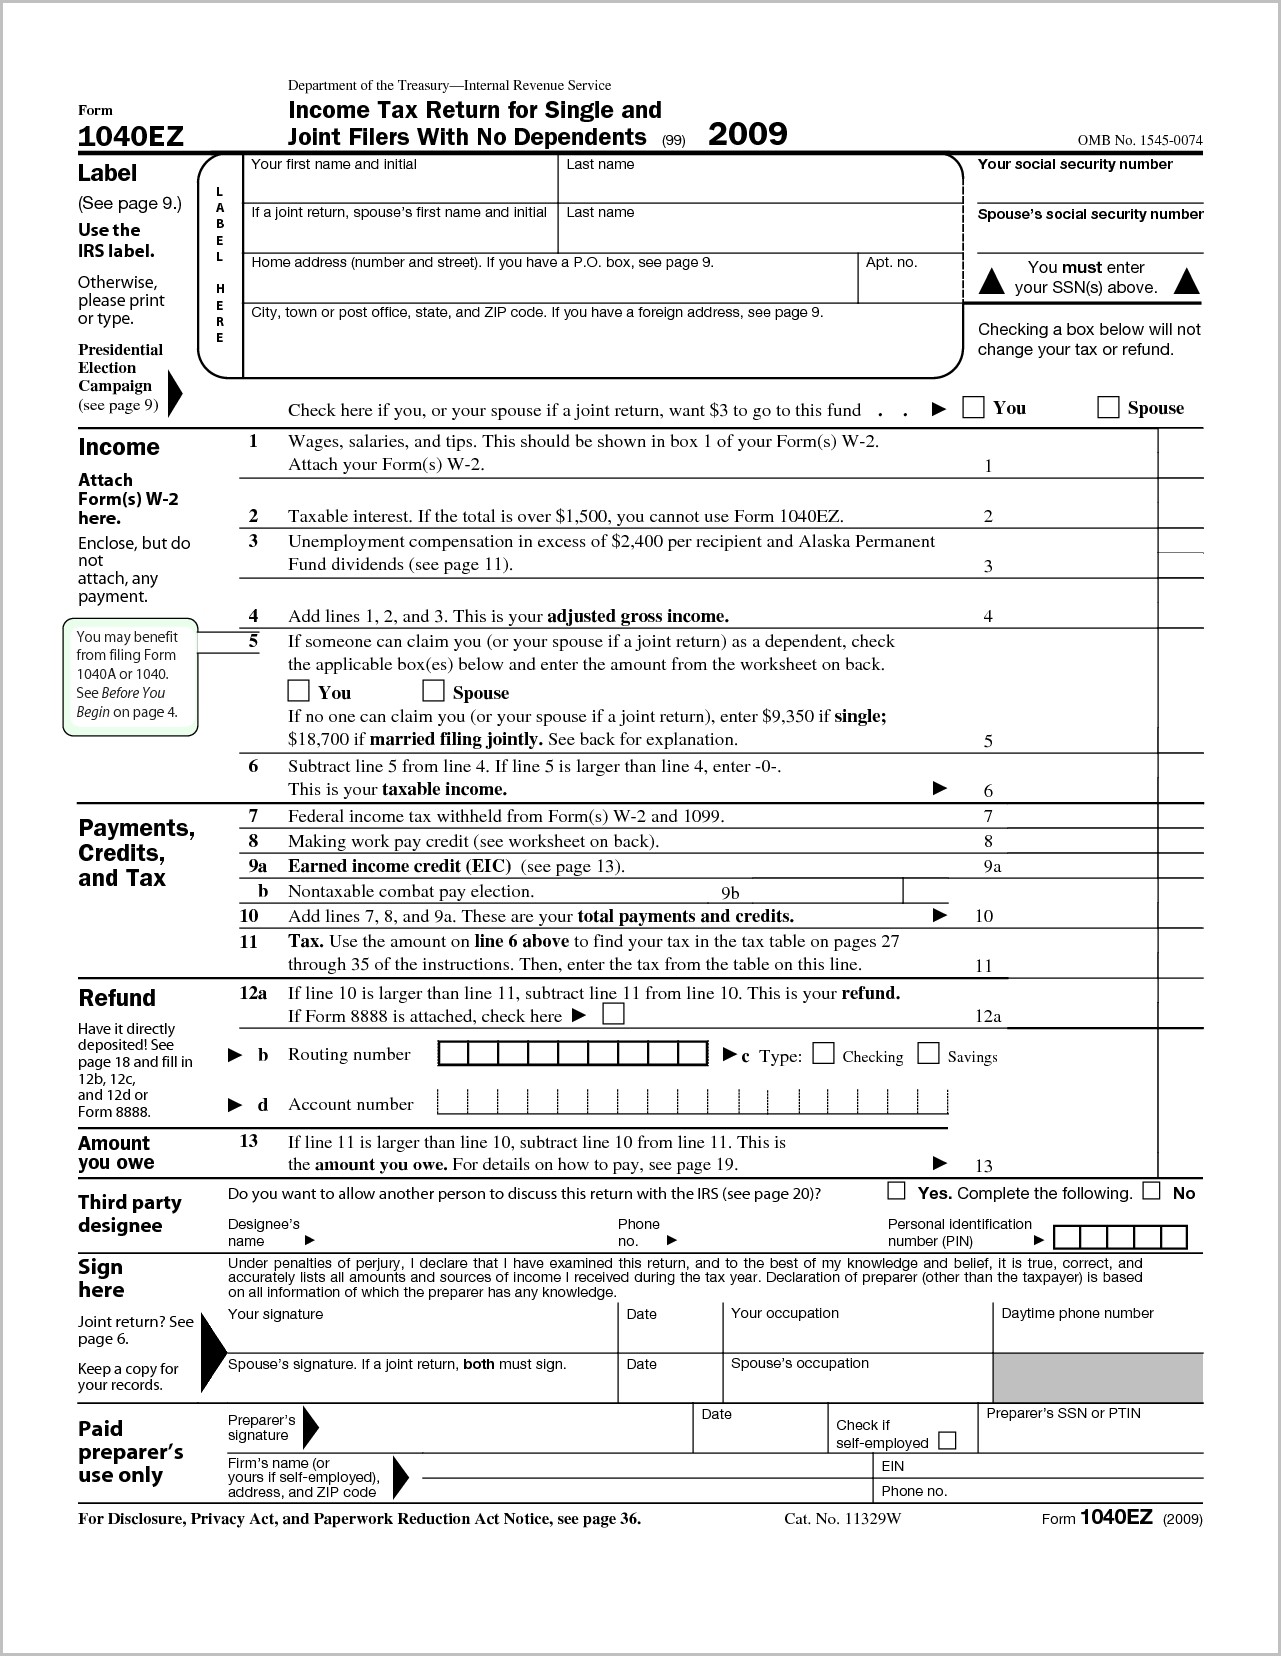 Department of the Treasury—Internal Revenue Service
Form
1040EZ
Income Tax Return for Single and
Joint Filers With No Dependents (99) 2009
OMB No. 1545-0074
Label
(See page 9.)
Use the
IRS label.
Otherwise,
please print
or type.
Presidential
Election
Campaign
(see page 9)
LABEL HERE
Your first name and initial
Last name
Your social security number
If a joint return, spouse’s first name and initial
Last name
Spouse’s social security number
Home address (number and street). If you have a P.O. box, see page 9.
Apt. no.
You must enter
your SSN(s) above.
City, town or post office, state, and ZIP code. If you have a foreign address, see page 9.
Checking a box below will not
change your tax or refund.
Check here if you, or your spouse if a joint return, want $3 to go to this fund . . ▶ You Spouse
Income
Attach
Form(s) W-2
here.
Enclose, but do
not
attach, any
payment.
You may benefit
from filing Form
1040A or 1040.
See Before You
Begin on page 4.
1 Wages, salaries, and tips. This should be shown in box 1 of your Form(s) W-2.
Attach your Form(s) W-2. 1
2 Taxable interest. If the total is over $1,500, you cannot use Form 1040EZ. 2
3 Unemployment compensation in excess of $2,400 per recipient and Alaska Permanent
Fund dividends (see page 11). 3
4 Add lines 1, 2, and 3. This is your adjusted gross income. 4
5 If someone can claim you (or your spouse if a joint return) as a dependent, check
the applicable box(es) below and enter the amount from the worksheet on back.
You Spouse
If no one can claim you (or your spouse if a joint return), enter $9,350 if single;
$18,700 if married filing jointly. See back for explanation. 5
6 Subtract line 5 from line 4. If line 5 is larger than line 4, enter -0-.
This is your taxable income. ▶ 6
Payments,
Credits,
and Tax
7 Federal income tax withheld from Form(s) W-2 and 1099. 7
8 Making work pay credit (see worksheet on back). 8
9a Earned income credit (EIC) (see page 13). 9a
b Nontaxable combat pay election. 9b
10 Add lines 7, 8, and 9a. These are your total payments and credits. ▶ 10
11 Tax. Use the amount on line 6 above to find your tax in the tax table on pages 27
through 35 of the instructions. Then, enter the tax from the table on this line. 11
Refund
Have it directly
deposited! See
page 18 and fill in
12b, 12c,
and 12d or
Form 8888.
12a If line 10 is larger than line 11, subtract line 11 from line 10. This is your refund.
If Form 8888 is attached, check here ▶ 12a
▶ b Routing number ▶ c Type: Checking Savings
▶ d Account number
Amount
you owe
13 If line 11 is larger than line 10, subtract line 10 from line 11. This is
the amount you owe. For details on how to pay, see page 19. ▶ 13
Third party
designee
Do you want to allow another person to discuss this return with the IRS (see page 20)? Yes. Complete the following. No
Designee’s
name ▶
Phone
no. ▶
Personal identification
number (PIN) ▶
Sign
here
Joint return? See
page 6.
Keep a copy for
your records.
Under penalties of perjury, I declare that I have examined this return, and to the best of my knowledge and belief, it is true, correct, and
accurately lists all amounts and sources of income I received during the tax year. Declaration of preparer (other than the taxpayer) is based
on all information of which the preparer has any knowledge.
Your signature
Date
Your occupation
Daytime phone number
Spouse’s signature. If a joint return, both must sign.
Date
Spouse’s occupation
Paid
preparer’s
use only
Preparer’s
signature
Date
Check if
self-employed
Preparer’s SSN or PTIN
Firm’s name (or
yours if self-employed),
address, and ZIP code
EIN
Phone no.
For Disclosure, Privacy Act, and Paperwork Reduction Act Notice, see page 36. Cat. No. 11329W Form 1040EZ (2009)